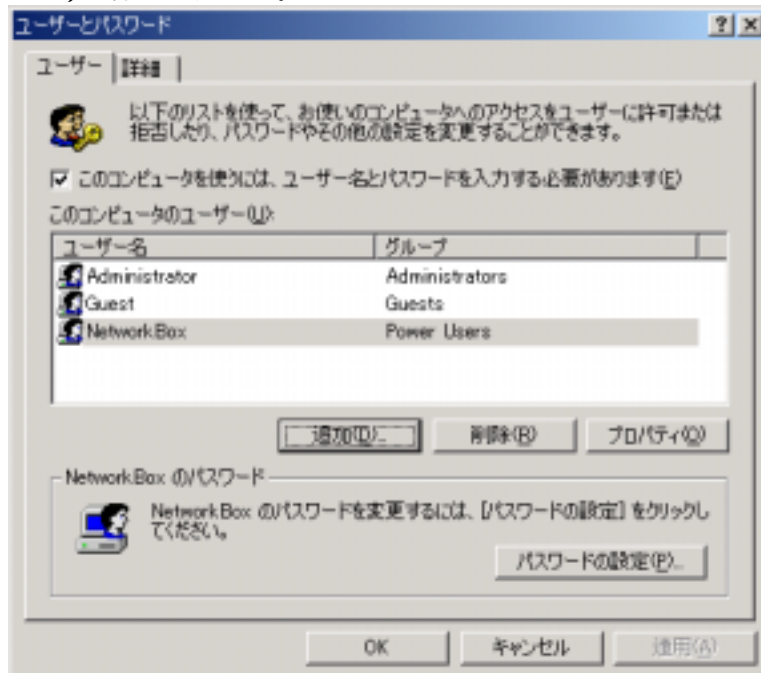 ユーザーとパスワード
ユーザー 詳細
以下のリストを使って、お使いのコンピュータへのアクセスをユーザーに許可または
拒否したり、パスワードやその他の設定を変更することができます。
このコンピュータを使うには、ユーザー名とパスワードを入力する必要があります(E)
このコンピュータのユーザー(U):
ユーザー名 グループ
Administrator Administrators
Guest Guests
NetworkBox Power Users
追加(D)... 削除(R) プロパティ(O)
NetworkBox のパスワード
NetworkBox のパスワードを変更するには、[パスワードの設定] をクリックし
てください。
パスワードの設定(P)...
OK キャンセル 適用(A)